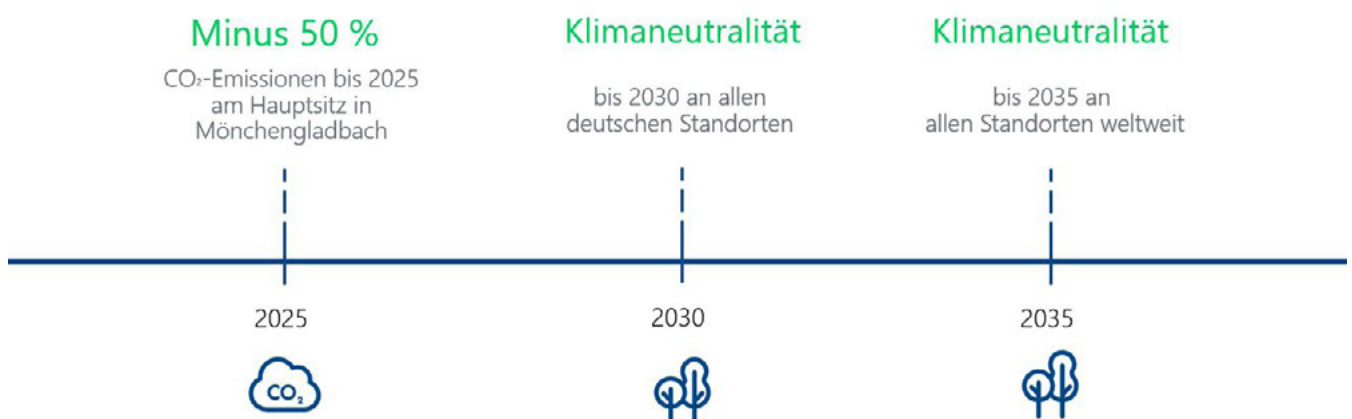 Minus 50 %
CO₂-Emissionen bis 2025
am Hauptsitz in
Mönchengladbach
Klimaneutralität
bis 2030 an allen
deutschen Standorten
Klimaneutralität
bis 2035 an
allen Standorten weltweit
2025
2030
2035
CO₂